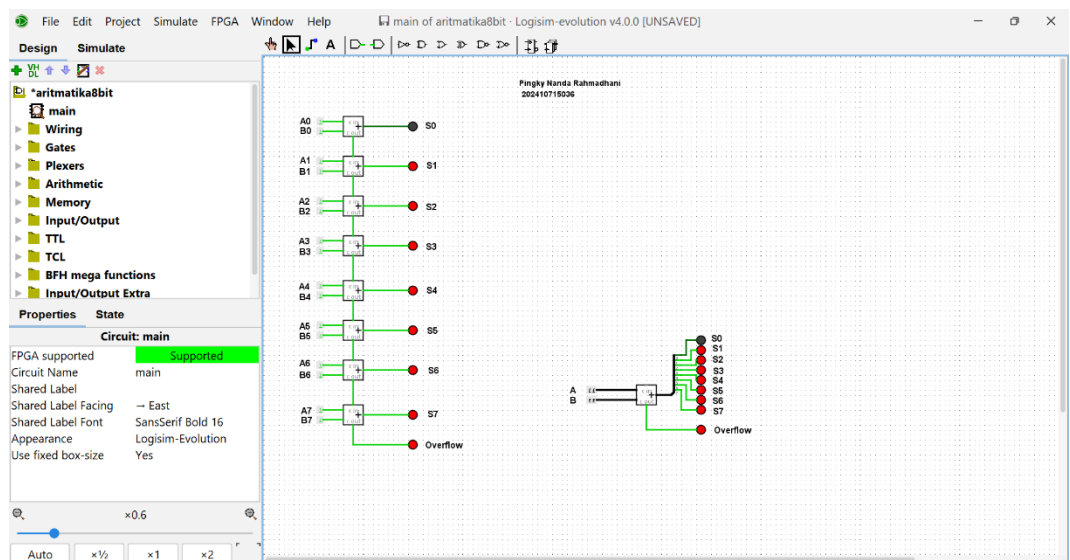 File Edit Project Simulate FPGA Window Help main of aritmatika8bit · Logisim-evolution v4.0.0 [UNSAVED]
Design Simulate
A
VH
DL
*aritmatika8bit
main
Wiring
Gates
Plexers
Arithmetic
Memory
Input/Output
TTL
TCL
BFH mega functions
Input/Output Extra
Properties State
Circuit: main
FPGA supported Supported
Circuit Name main
Shared Label
Shared Label Facing → East
Shared Label Font SansSerif Bold 16
Appearance Logisim-Evolution
Use fixed box-size Yes
×0.6
Auto ×½ ×1 ×2
Pingky Nanda Rahmadhani
202410715036
A0 S0
B0
A1 S1
B1
A2 S2
B2
A3 S3
B3
A4 S4
B4
A5 S5
B5
A6 S6
B6
A7 S7
B7
Overflow
S0
S1
S2
S3
S4
A S5
B S6
S7
Overflow